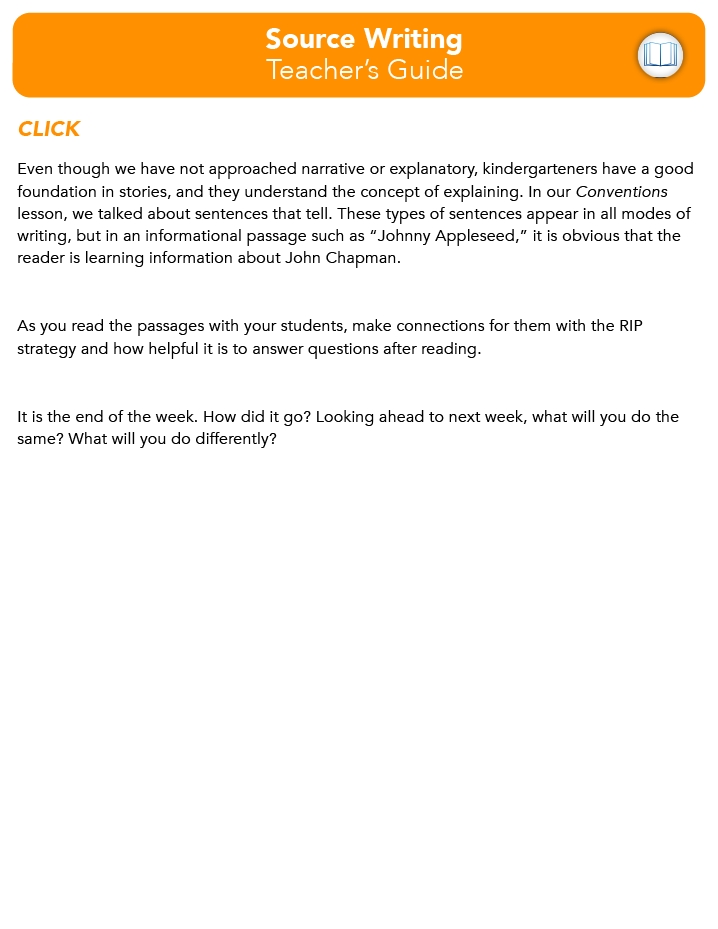 Source Writing
Teacher’s Guide
CLICK
Even though we have not approached narrative or explanatory, kindergarteners have a good
foundation in stories, and they understand the concept of explaining. In our Conventions
lesson, we talked about sentences that tell. These types of sentences appear in all modes of
writing, but in an informational passage such as “Johnny Appleseed,” it is obvious that the
reader is learning information about John Chapman.
As you read the passages with your students, make connections for them with the RIP
strategy and how helpful it is to answer questions after reading.
It is the end of the week. How did it go? Looking ahead to next week, what will you do the
same? What will you do differently?